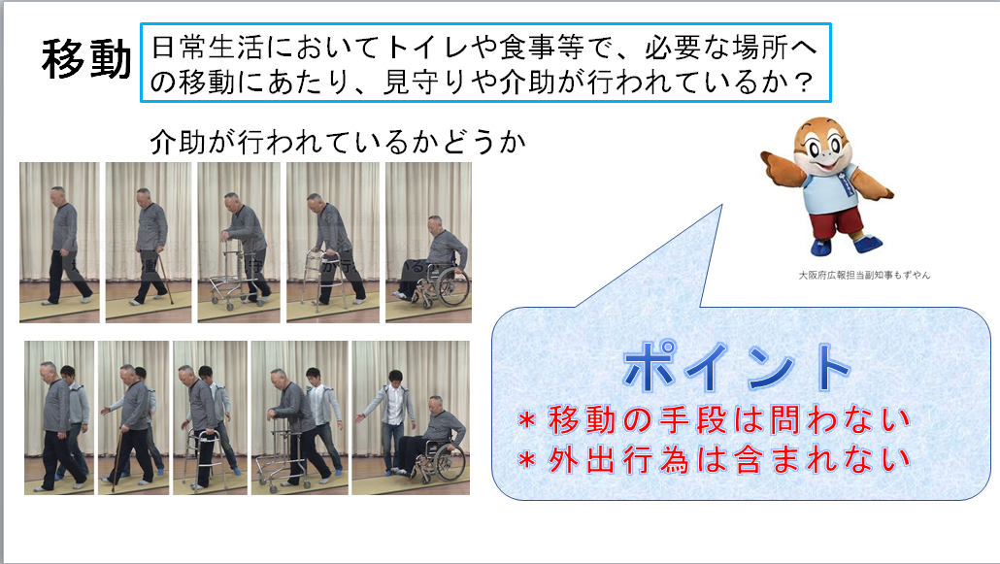 移動
日常生活においてトイレや食事等で、必要な場所へ
の移動にあたり、見守りや介助が行われているか？
介助が行われているかどうか
大阪府広報担当副知事もずやん
ポイント
＊移動の手段は問わない
＊外出行為は含まれない